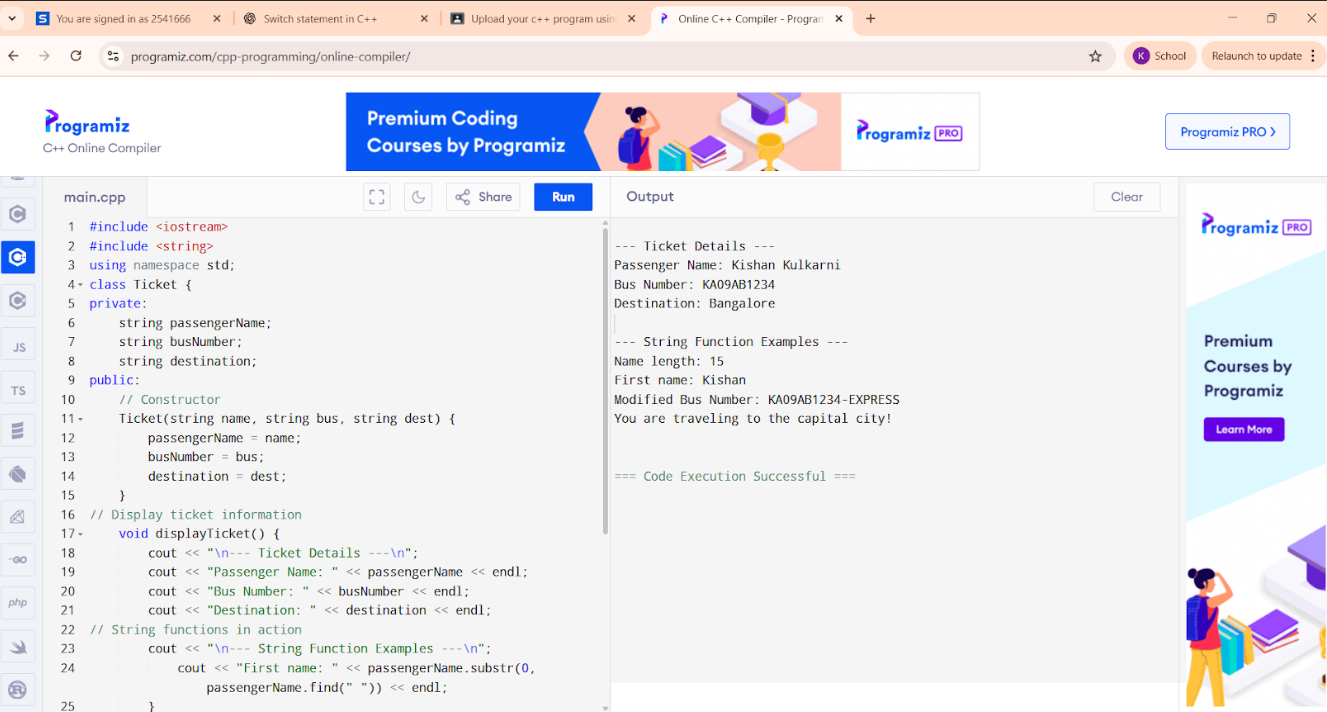 You are signed in as 2541666
Switch statement in C++
Upload your c++ program usin
Online C++ Compiler - Program
programiz.com/cpp-programming/online-compiler/
K School
Relaunch to update
Programiz
C++ Online Compiler
Premium Coding
Courses by Programiz
Programiz PRO
Programiz PRO >
main.cpp
Share
Run
Output
Clear
JS
TS
GO
php
1 #include <iostream>
2 #include <string>
3 using namespace std;
4 class Ticket {
5 private:
6 string passengerName;
7 string busNumber;
8 string destination;
9 public:
10 // Constructor
11 Ticket(string name, string bus, string dest) {
12 passengerName = name;
13 busNumber = bus;
14 destination = dest;
15 }
16 // Display ticket information
17 void displayTicket() {
18 cout << "\n--- Ticket Details ---\n";
19 cout << "Passenger Name: " << passengerName << endl;
20 cout << "Bus Number: " << busNumber << endl;
21 cout << "Destination: " << destination << endl;
22 // String functions in action
23 cout << "\n--- String Function Examples ---\n";
24 cout << "First name: " << passengerName.substr(0,
passengerName.find(" ")) << endl;
25 }
--- Ticket Details ---
Passenger Name: Kishan Kulkarni
Bus Number: KA09AB1234
Destination: Bangalore
--- String Function Examples ---
Name length: 15
First name: Kishan
Modified Bus Number: KA09AB1234-EXPRESS
You are traveling to the capital city!
=== Code Execution Successful ===
Programiz PRO
Premium
Courses by
Programiz
Learn More